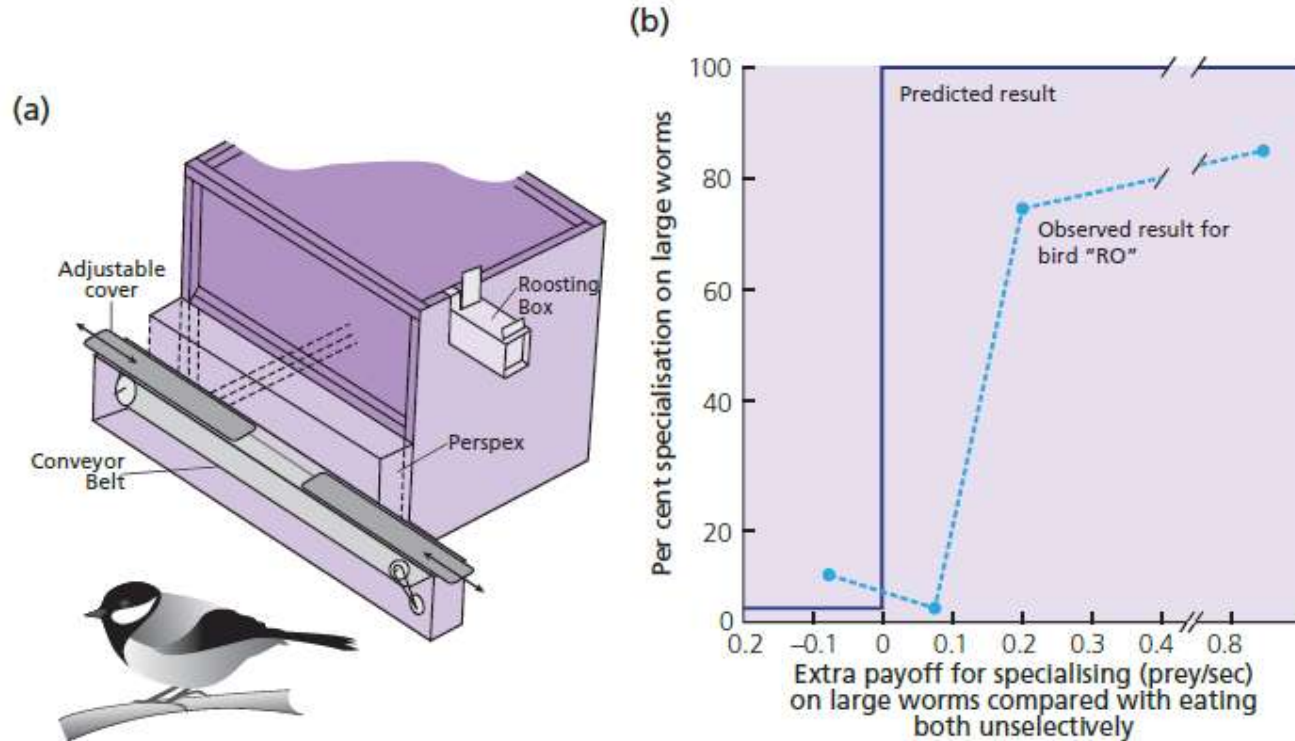 (a)
Adjustable
cover
Roosting
Box
Perspex
Conveyor
Belt
(b)
Per cent specialisation on large worms
100
80
60
40
20
0
Predicted result
Observed result for
bird "RO"
0.2 –0.1 0 0.1 0.2 0.3 0.4 0.8
Extra payoff for specialising (prey/sec)
on large worms compared with eating
both unselectively